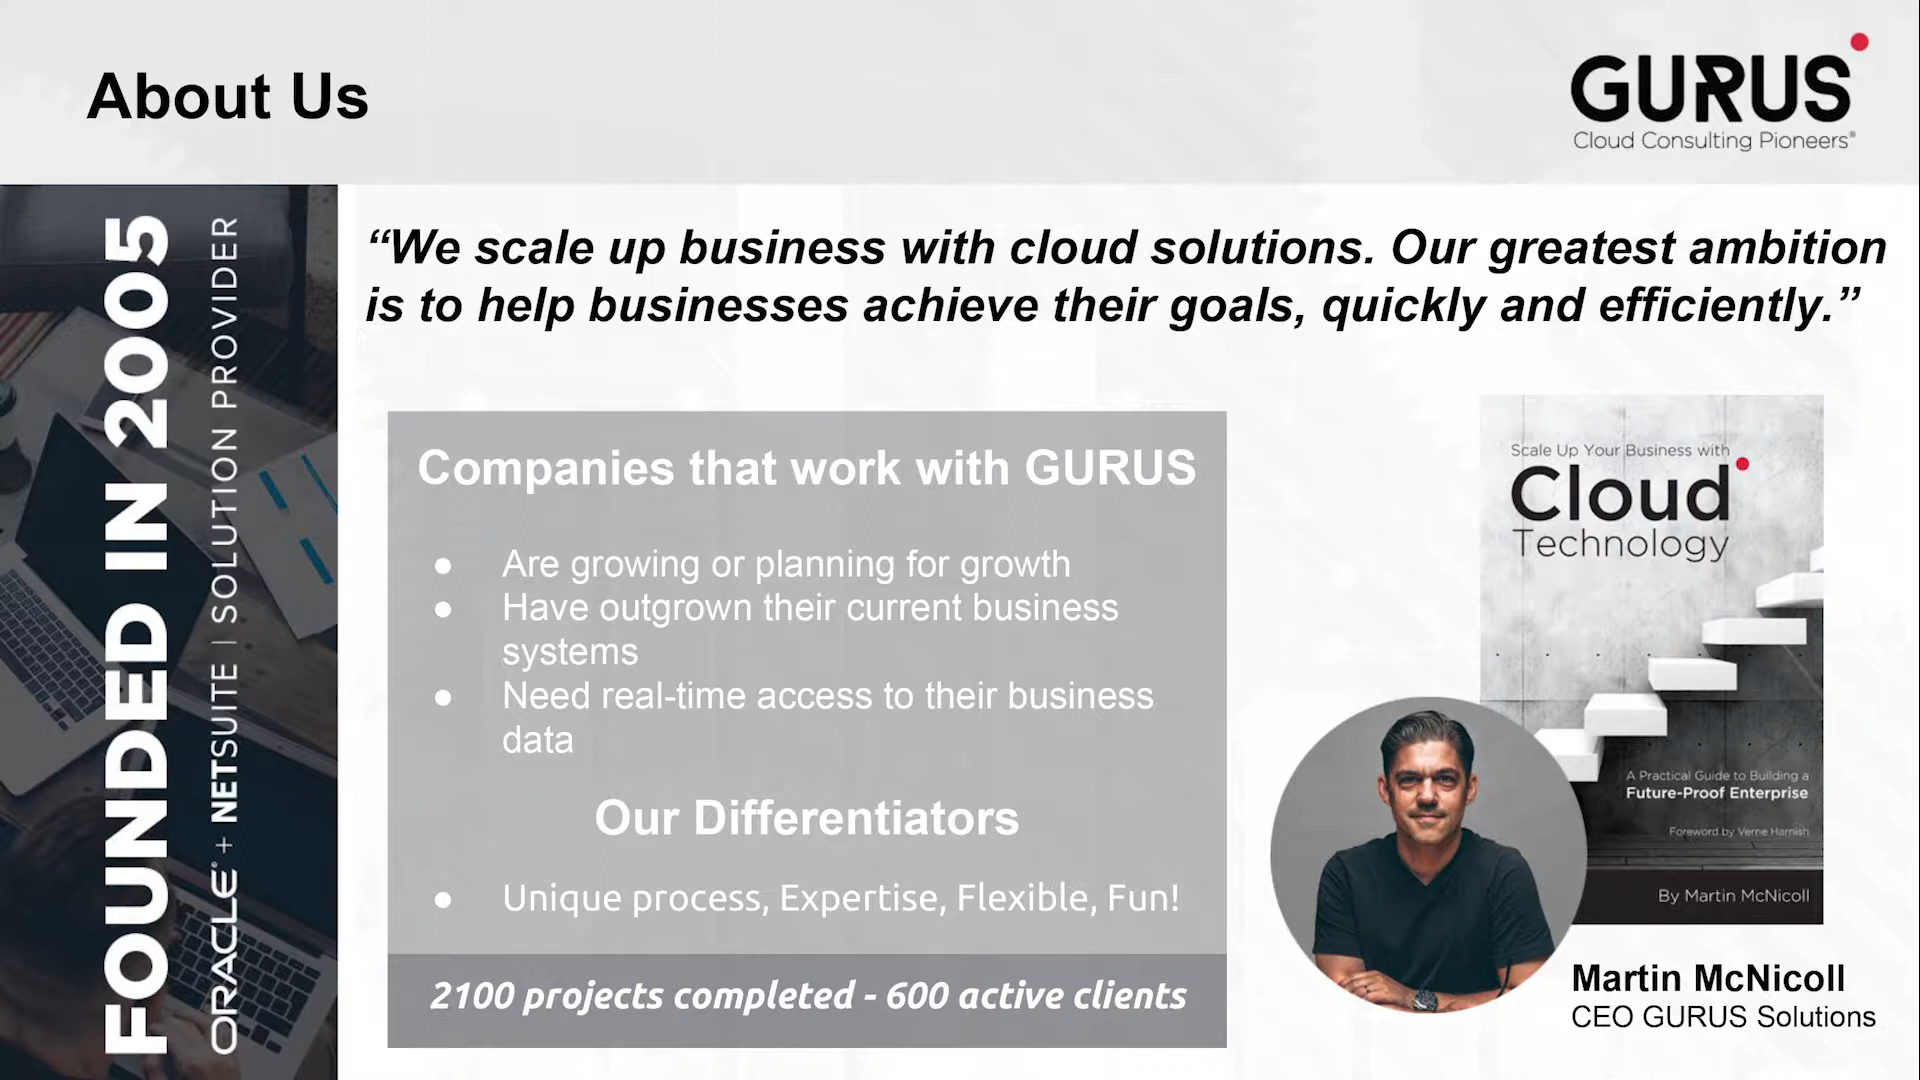 About Us
GURUS
Cloud Consulting Pioneers®
FOUNDED IN 2005
ORACLE® + NETSUITE | SOLUTION PROVIDER
“We scale up business with cloud solutions. Our greatest ambition
is to help businesses achieve their goals, quickly and efficiently.”
Companies that work with GURUS
● Are growing or planning for growth
● Have outgrown their current business
systems
● Need real-time access to their business
data
Our Differentiators
● Unique process, Expertise, Flexible, Fun!
2100 projects completed - 600 active clients
Scale Up Your Business with
Cloud
Technology
A Practical Guide to Building a
Future-Proof Enterprise
Foreword by Verne Harnish
By Martin McNicoll
Martin McNicoll
CEO GURUS Solutions